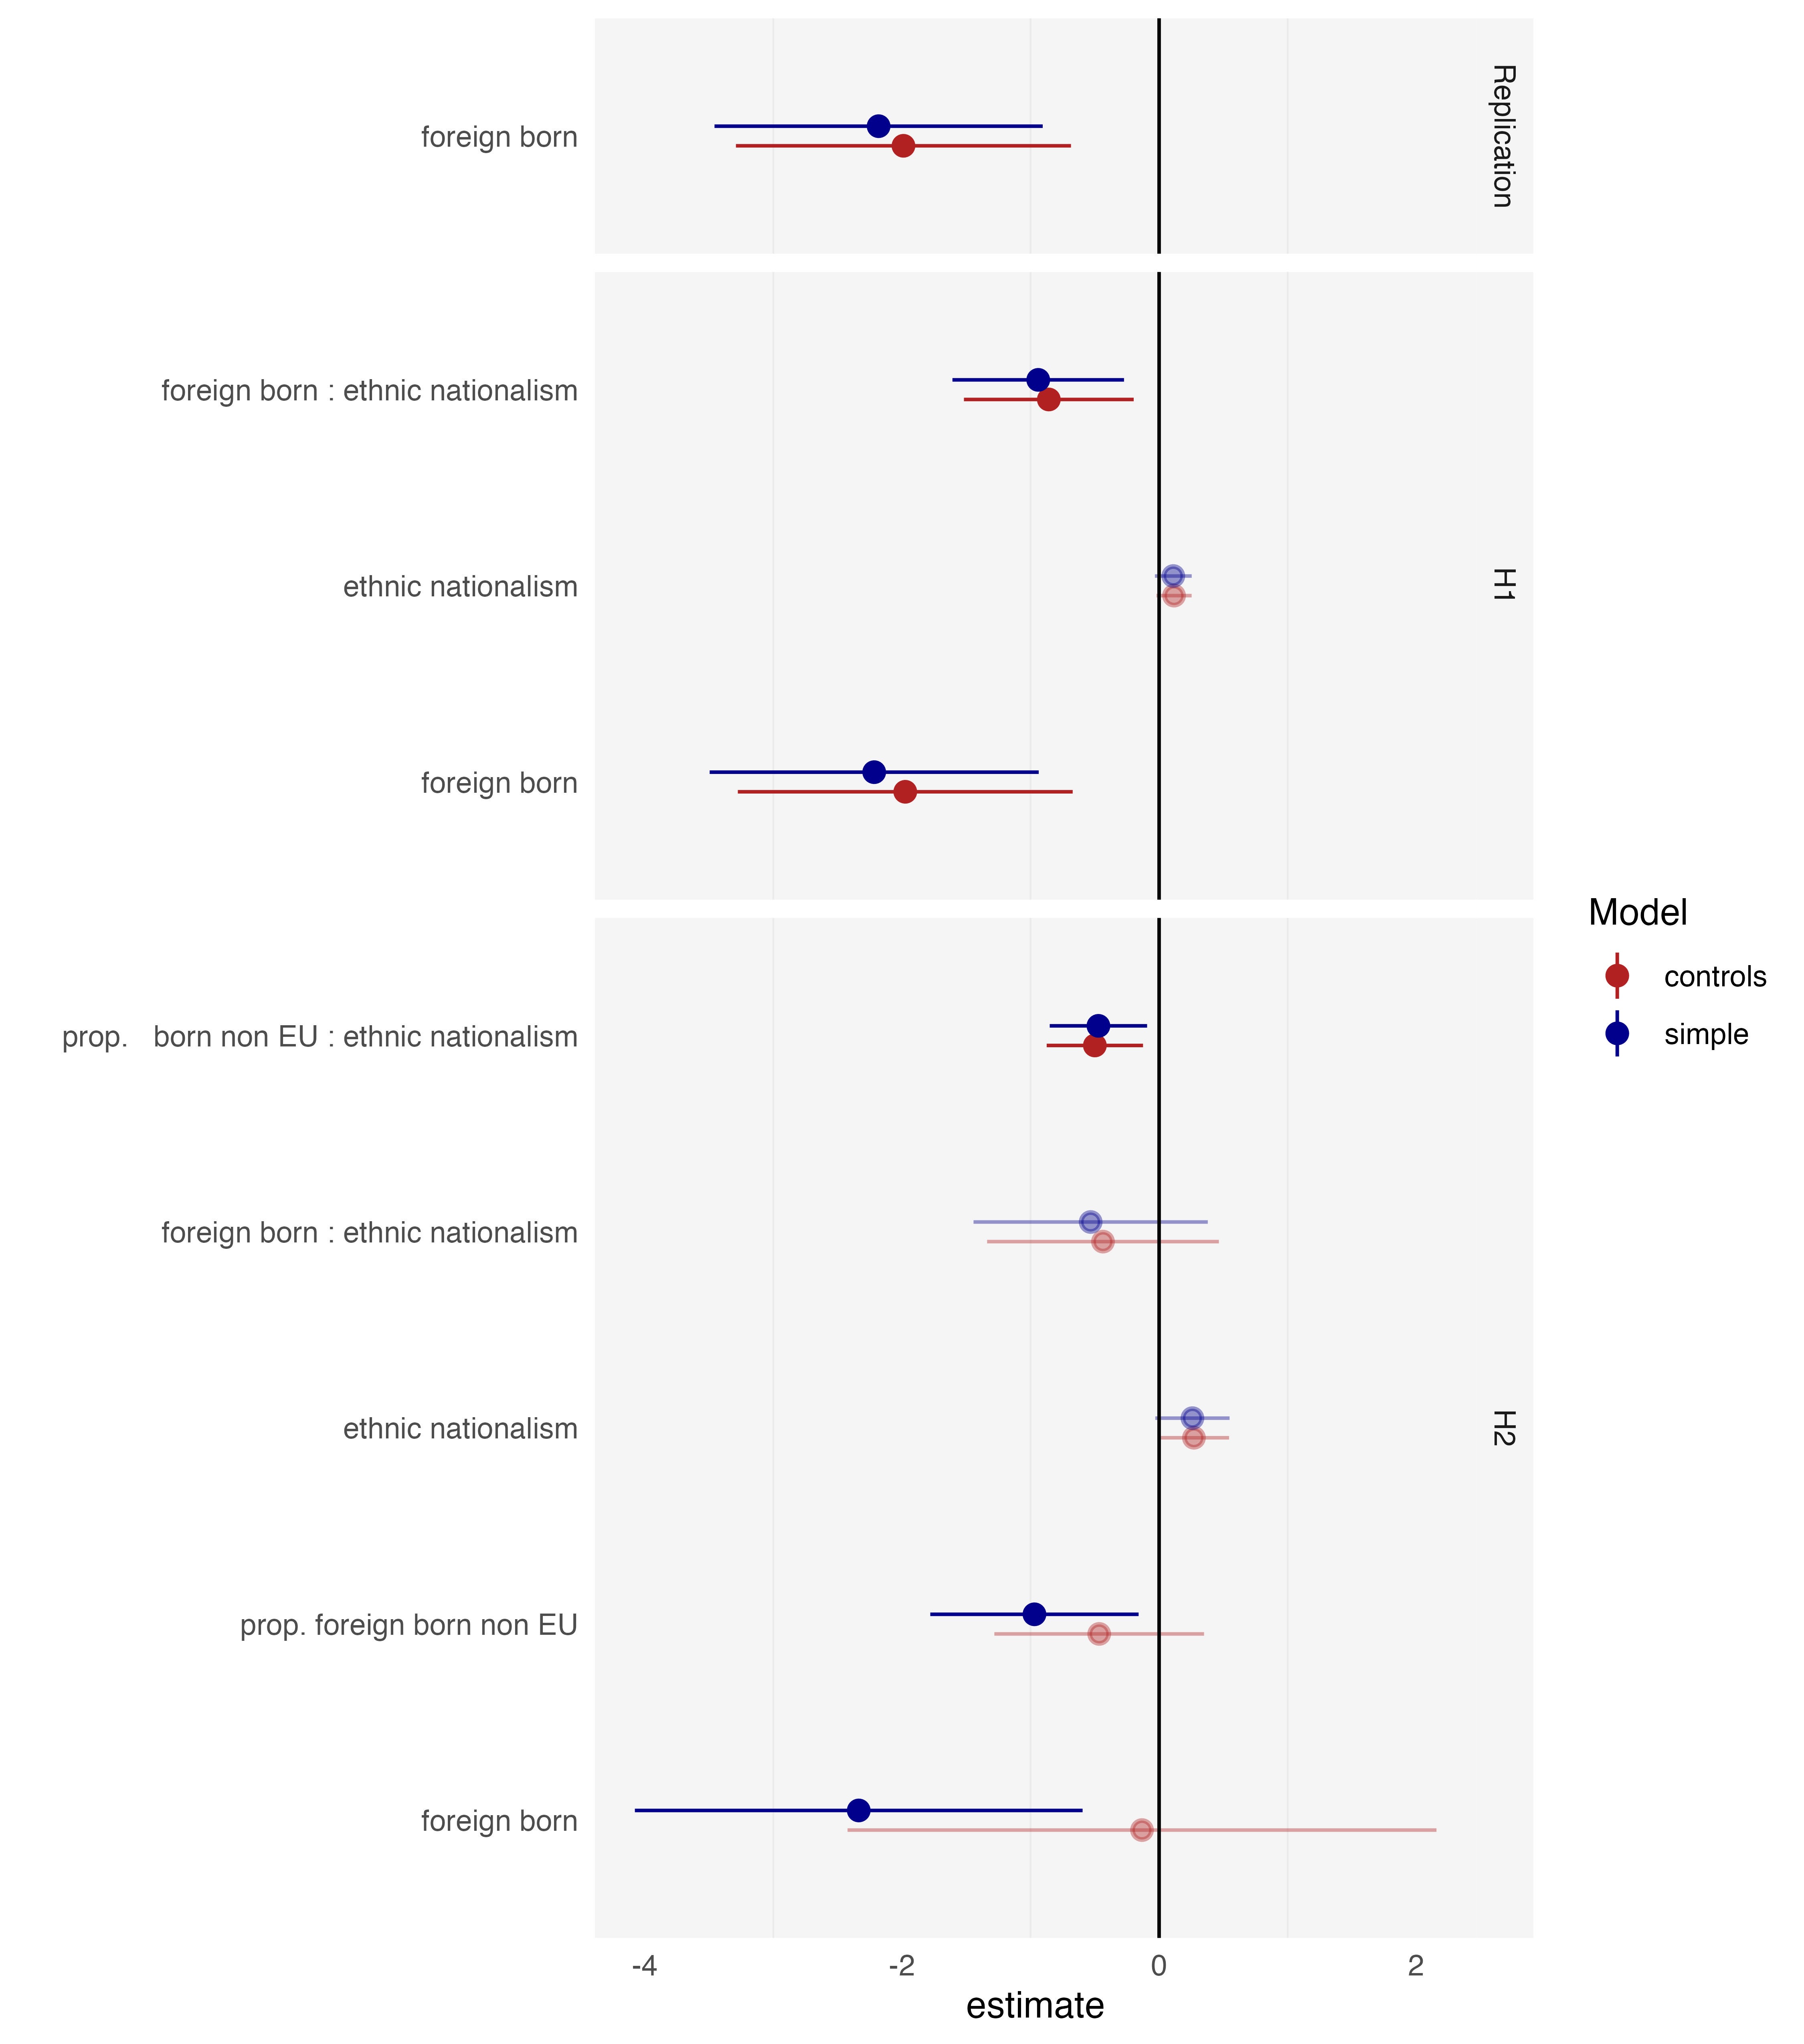 Replication
foreign born
foreign born : ethnic nationalism
ethnic nationalism
H1
foreign born
prop. born non EU : ethnic nationalism
foreign born : ethnic nationalism
ethnic nationalism
H2
prop. foreign born non EU
foreign born
-4 -2 0 2
estimate
Model
controls
simple